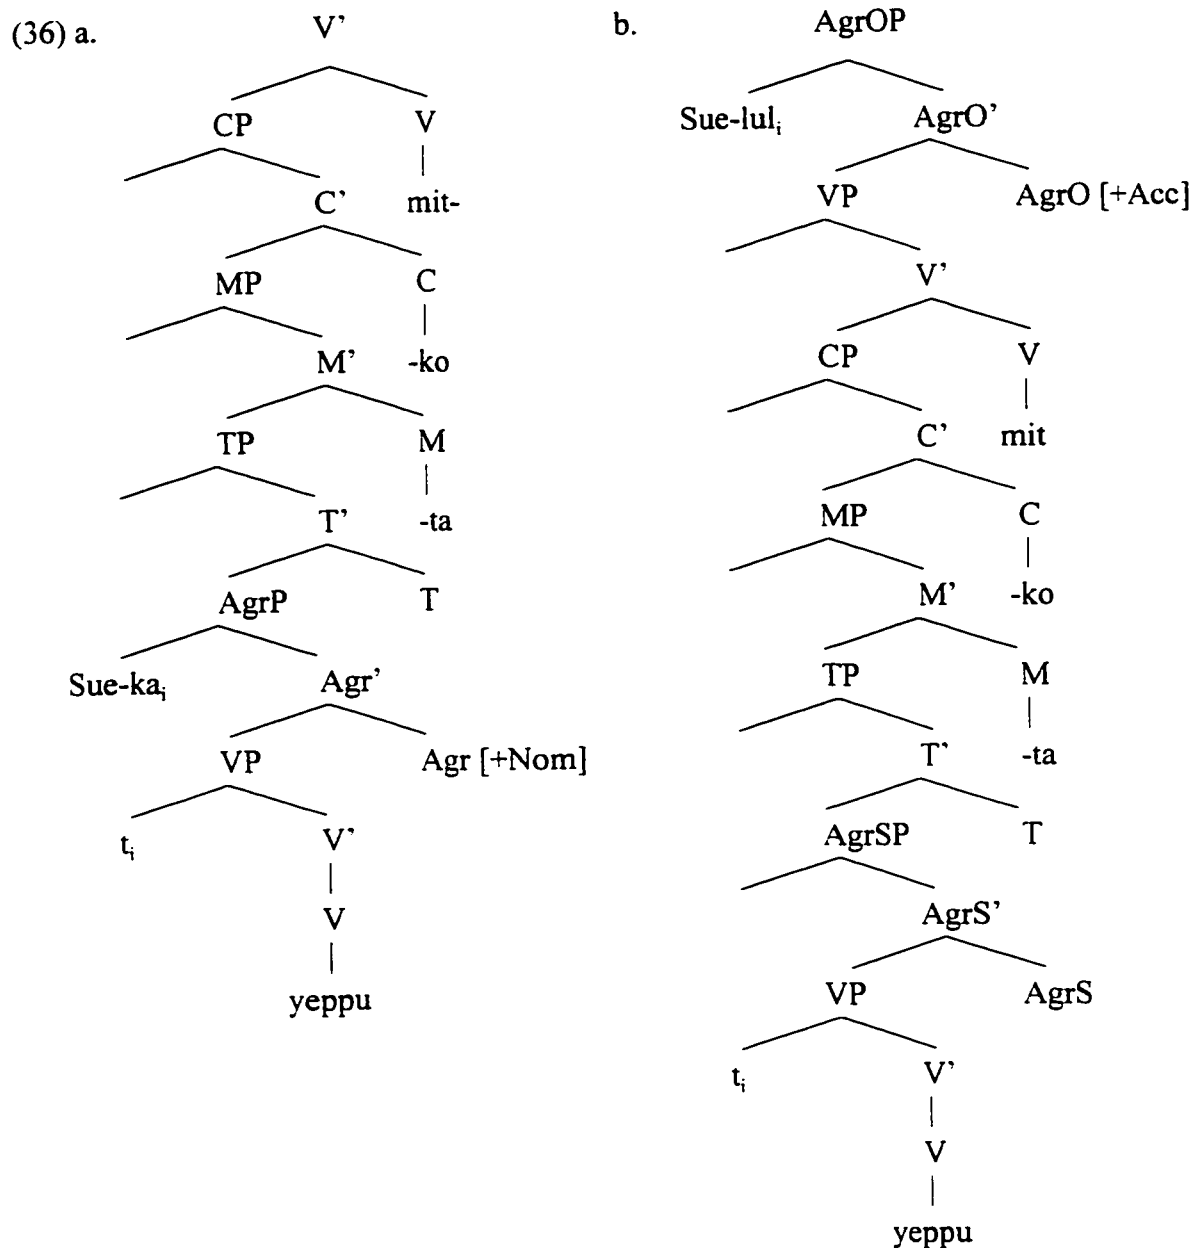 (36) a.
V'
CP V
C' mit-
MP C
M' -ko
TP M
T' -ta
AgrP T
Sue-kaᵢ Agr'
VP Agr [+Nom]
tᵢ V'
V
yeppu
b.
AgrOP
Sue-lulᵢ AgrO'
VP AgrO [+Acc]
V'
CP V
C' mit
MP C
M' -ko
TP M
T' -ta
AgrSP T
AgrS'
VP AgrS
tᵢ V'
V
yeppu